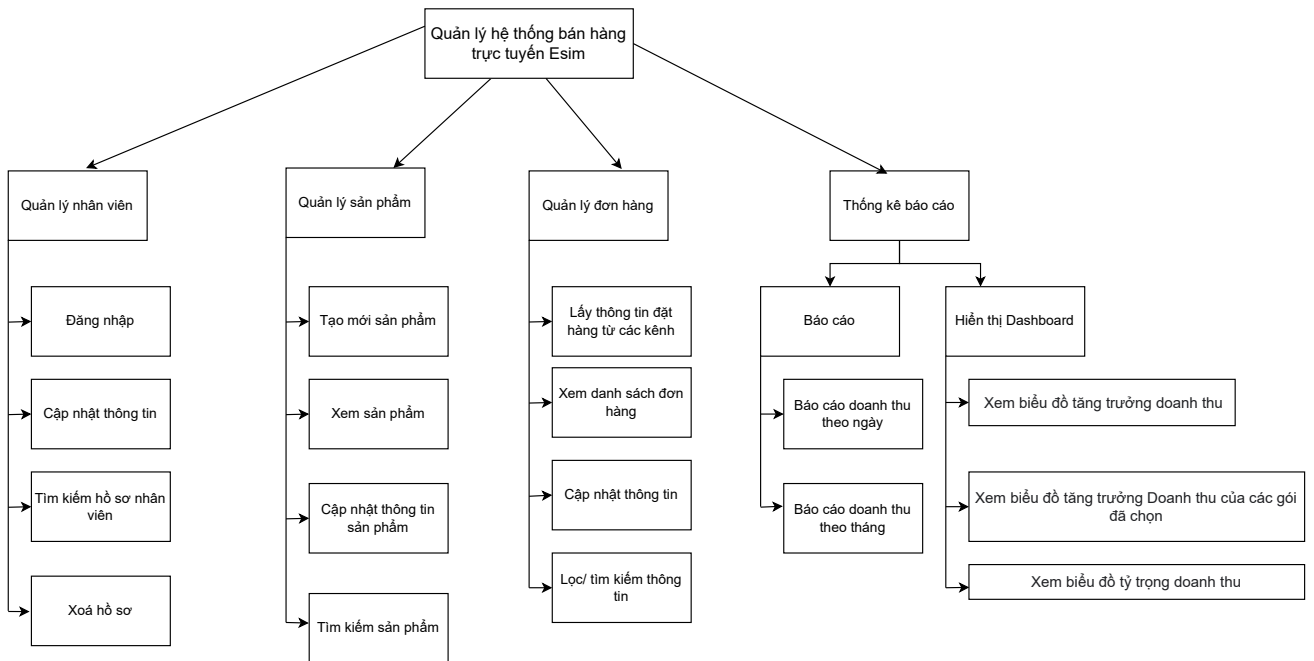 Quản lý hệ thống bán hàng
trực tuyến Esim
Quản lý nhân viên
Đăng nhập
Cập nhật thông tin
Tìm kiếm hồ sơ nhân
viên
Xoá hồ sơ
Quản lý sản phẩm
Tạo mới sản phẩm
Xem sản phẩm
Cập nhật thông tin
sản phẩm
Tìm kiếm sản phẩm
Quản lý đơn hàng
Lấy thông tin đặt
hàng từ các kênh
Xem danh sách đơn
hàng
Cập nhật thông tin
Lọc/ tìm kiếm thông
tin
Thống kê báo cáo
Báo cáo
Báo cáo doanh thu
theo ngày
Báo cáo doanh thu
theo tháng
Hiển thị Dashboard
Xem biểu đồ tăng trưởng doanh thu
Xem biểu đồ tăng trưởng Doanh thu của các gói
đã chọn
Xem biểu đồ tỷ trọng doanh thu